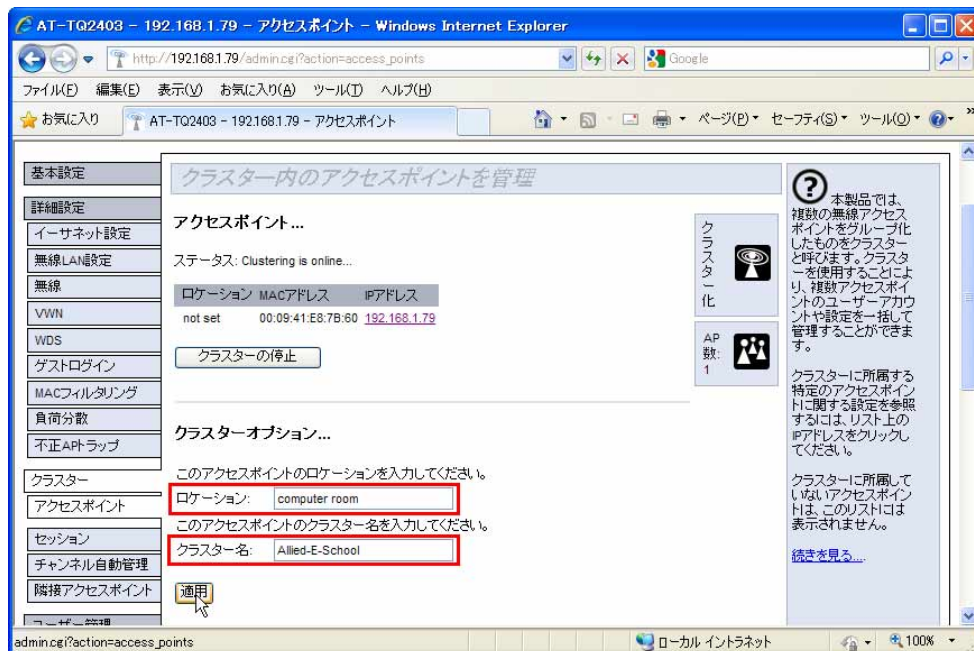 AT-TQ2403 - 192.168.1.79 - アクセスポイント - Windows Internet Explorer
http://192.168.1.79/admin.cgi?action=access_points
Google
ファイル(F) 編集(E) 表示(V) お気に入り(A) ツール(T) ヘルプ(H)
お気に入り
AT-TQ2403 - 192.168.1.79 - アクセスポイント
ページ(P) セーフティ(S) ツール(O)
基本設定
詳細設定
イーサネット設定
無線LAN設定
無線
VWN
WDS
ゲストログイン
MACフィルタリング
負荷分散
不正APトラップ
クラスター
アクセスポイント
セッション
チャンネル自動管理
隣接アクセスポイント
ユーザー管理
クラスター内のアクセスポイントを管理
アクセスポイント...
ステータス: Clustering is online...
ロケーション MACアドレス IPアドレス
not set 00:09:41:E8:7B:60 192.168.1.79
クラスターの停止
クラスターオプション...
このアクセスポイントのロケーションを入力してください。
ロケーション: computer room
このアクセスポイントのクラスター名を入力してください。
クラスター名: Allied-E-School
適用
クラスター化
AP
数:
1
?
本製品では、
複数の無線アクセス
ポイントをグループ化
したものをクラスター
と呼びます。クラスタ
ーを使用することによ
り、複数アクセスポイ
ントのユーザーアカウ
ントや設定を一括して
管理することができま
す。
クラスターに所属する
特定のアクセスポイン
トに関する設定を参照
するには、リスト上の
IPアドレスをクリックし
てください。
クラスターに所属して
いないアクセスポイン
トは、このリストには
表示されません。
続きを見る....
admin.cgi?action=access_points
ローカル イントラネット
100%